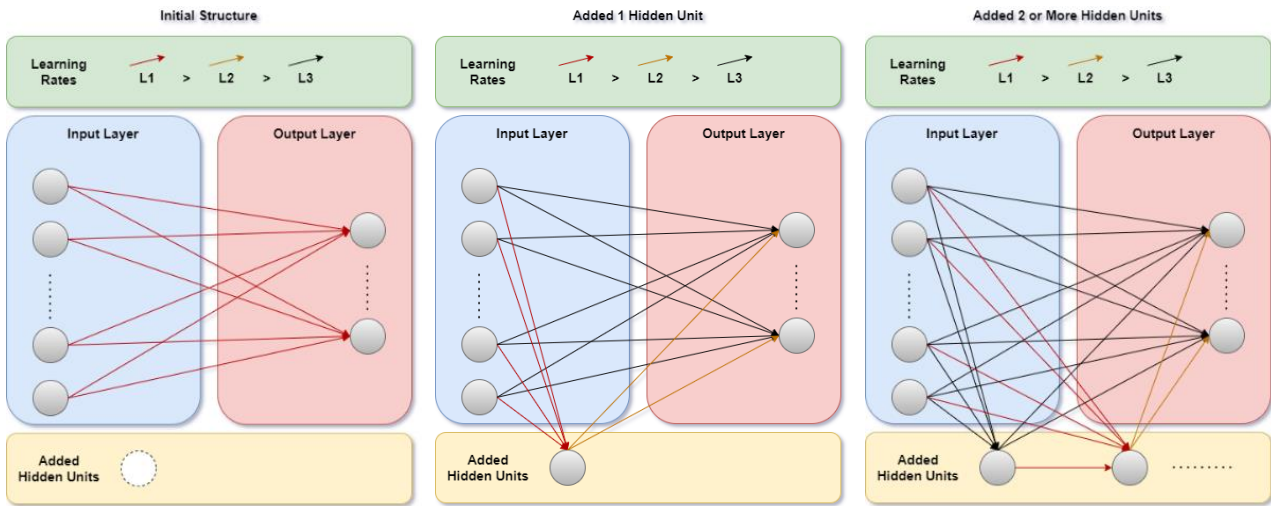 Initial Structure
Learning
Rates
L1 > L2 > L3
Input Layer
Output Layer
Added
Hidden Units
Added 1 Hidden Unit
Learning
Rates
L1 > L2 > L3
Input Layer
Output Layer
Added
Hidden Units
Added 2 or More Hidden Units
Learning
Rates
L1 > L2 > L3
Input Layer
Output Layer
Added
Hidden Units